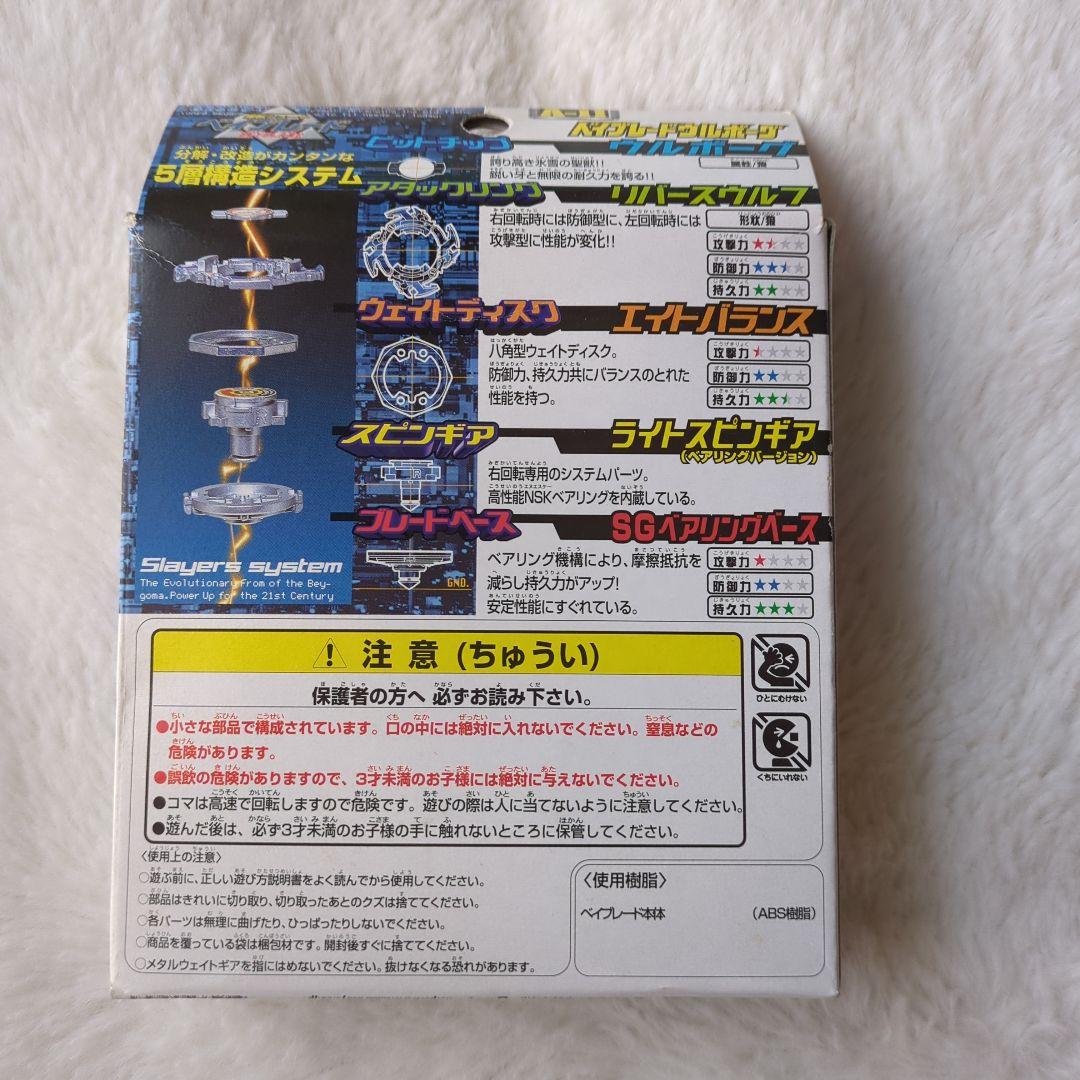 分解・改造がカンタンな
5層構造システム
Slayers system
The Evolutionary From of the Bey-
goma. Power Up for the 21st Century
ヒットチップ
ベイブレードウルボーグ
ウルボーグ
誇り高き氷雪の聖獣!!
鋭い牙と無限の耐久力を誇る!!
アタックリング
リバースウルフ
右回転時には防御型に、左回転時には
攻撃型に性能が変化!!
形状/狼
攻撃力
防御力
持久力
ウェイトディスク
エイトバランス
八角型ウェイトディスク。
防御力、持久力共にバランスのとれた
性能を持つ。
攻撃力
防御力
持久力
スピンギア
ライトスピンギア
(ベアリングバージョン)
右回転専用のシステムパーツ。
高性能NSKベアリングを内蔵している。
ブレードベース
SGベアリングベース
GND.
ベアリング機構により、摩擦抵抗を
減らし持久力がアップ!
安定性能にすぐれている。
攻撃力
防御力
持久力
注意(ちゅうい)
保護者の方へ 必ずお読み下さい。
●小さな部品で構成されています。口の中には絶対に入れないでください。窒息などの
危険があります。
●誤飲の危険がありますので、3才未満のお子様には絶対に与えないでください。
●コマは高速で回転しますので危険です。遊びの際は人に当てないように注意してください。
●遊んだ後は、必ず3才未満のお子様の手に触れないところに保管してください。
ひとにむけない
くちにいれない
〈使用上の注意〉
○遊ぶ前に、正しい遊び方説明書をよく読んでから使用してください。
○部品はきれいに切り取り、切り取ったあとのクズは捨ててください。
○各パーツは無理に曲げたり、ひっぱったりしないでください。
○商品を覆っている袋は梱包材です。開封後すぐに捨ててください。
○メタルウェイトギアを指にはめないでください。抜けなくなる恐れがあります。
〈使用樹脂〉
ベイブレード本体 (ABS樹脂)